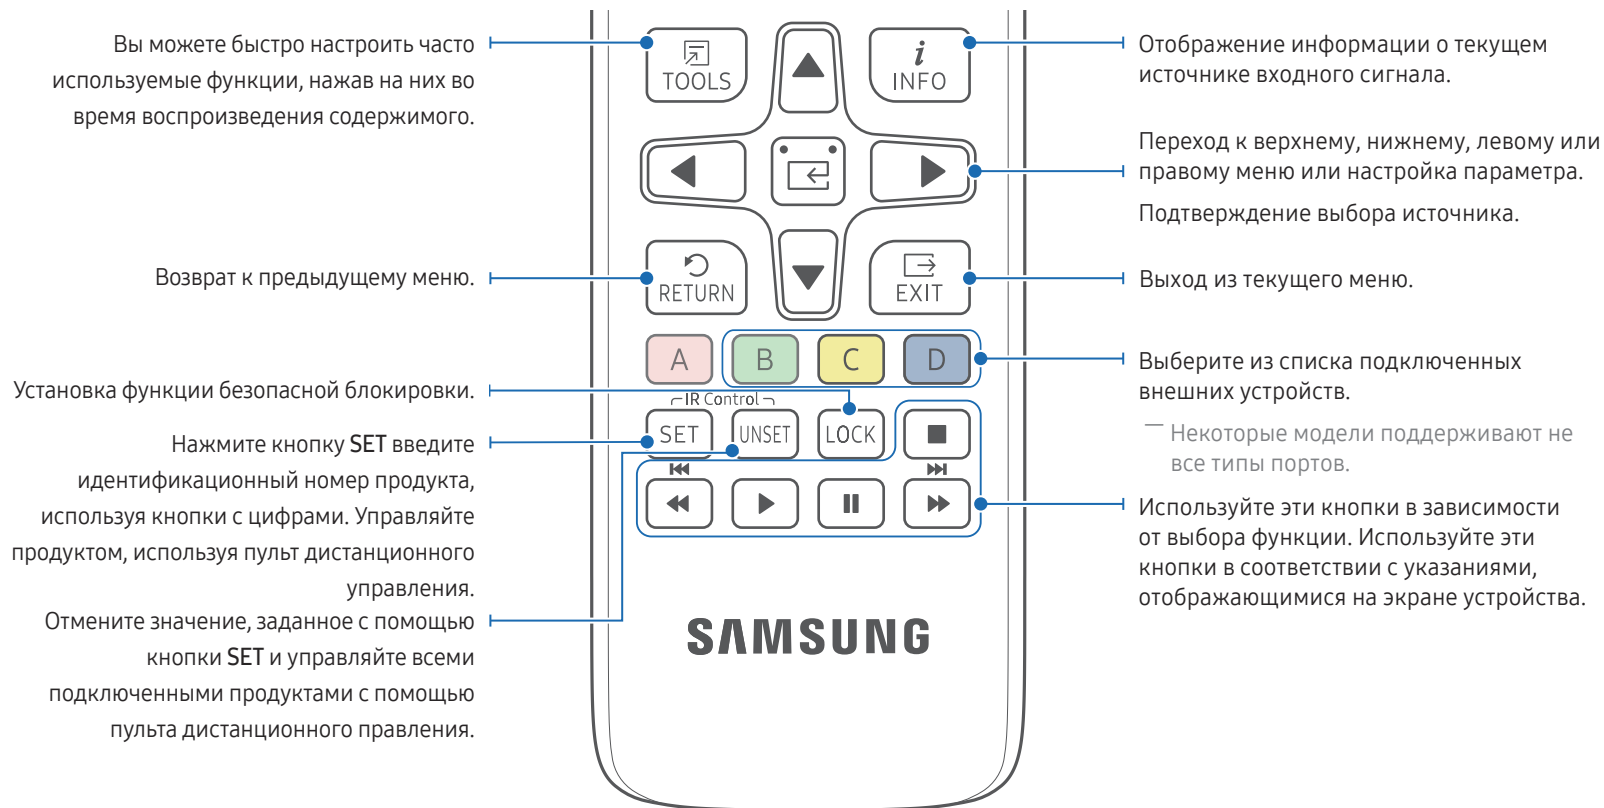 Вы можете быстро настроить часто
используемые функции, нажав на них во
время воспроизведения содержимого.
Возврат к предыдущему меню.
Установка функции безопасной блокировки.
Нажмите кнопку SET введите
идентификационный номер продукта,
используя кнопки с цифрами. Управляйте
продуктом, используя пульт дистанционного
управления.
Отмените значение, заданное с помощью
кнопки SET и управляйте всеми
подключенными продуктами с помощью
пульта дистанционного правления.
TOOLS
INFO
RETURN
EXIT
A B C D
IR Control
SET UNSET LOCK
SAMSUNG
Отображение информации о текущем
источнике входного сигнала.
Переход к верхнему, нижнему, левому или
правому меню или настройка параметра.
Подтверждение выбора источника.
Выход из текущего меню.
Выберите из списка подключенных
внешних устройств.
― Некоторые модели поддерживают не
все типы портов.
Используйте эти кнопки в зависимости
от выбора функции. Используйте эти
кнопки в соответствии с указаниями,
отображающимися на экране устройства.